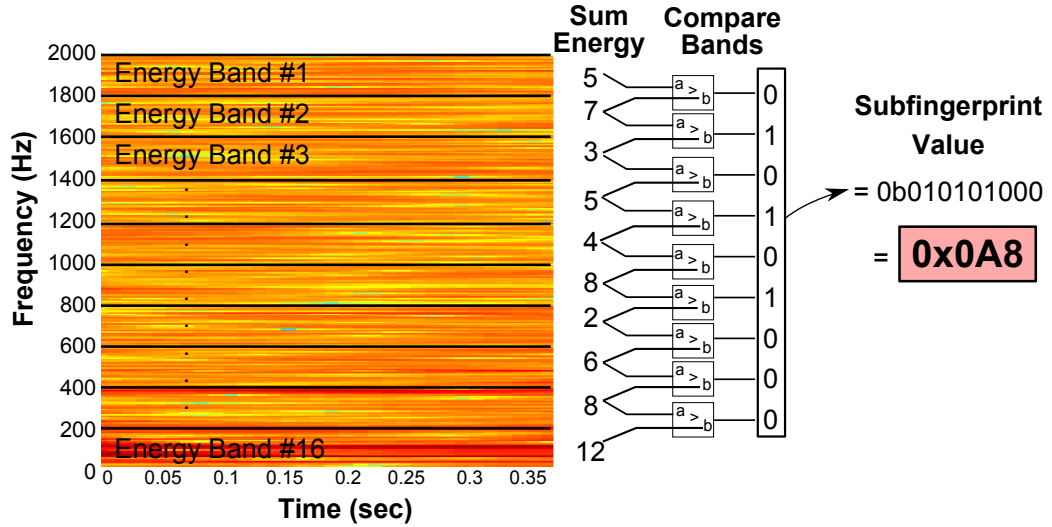 Sum
Energy
Compare
Bands
Frequency (Hz)
2000
1800
1600
1400
1200
1000
800
600
400
200
0
Energy Band #1
Energy Band #2
Energy Band #3
Energy Band #16
0 0.05 0.1 0.15 0.2 0.25 0.3 0.35
Time (sec)
5
7
3
5
4
8
2
6
8
12
a > b
a > b
a > b
a > b
a > b
a > b
a > b
a > b
a > b
0
1
0
1
0
1
0
0
0
Subfingerprint
Value
= 0b010101000
= 0x0A8